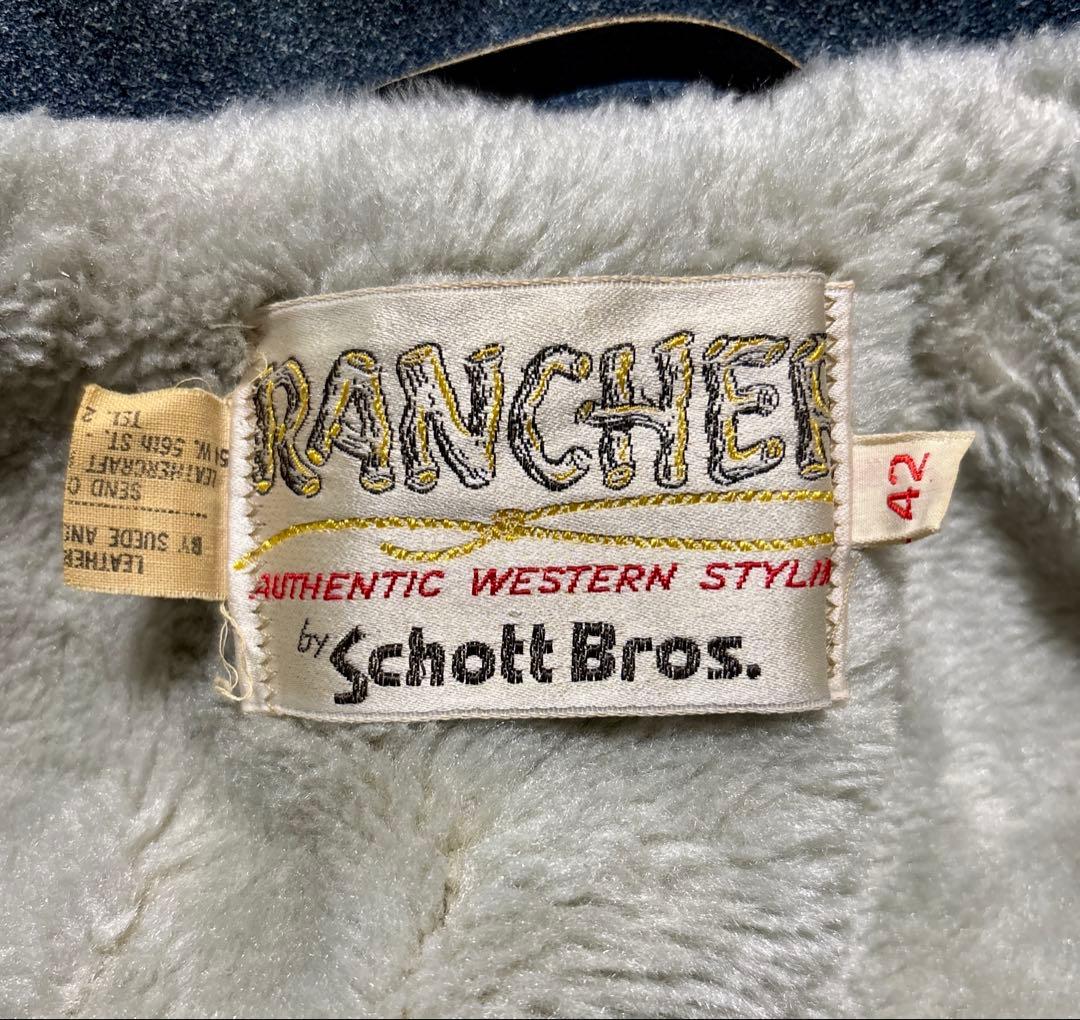 RANCHER
AUTHENTIC WESTERN STYLIN
by Schott Bros.
42
LEATHER
BY SUEDE AN
SEND
LEATHERCRAFT
W. 56th ST. -
TEL. 2